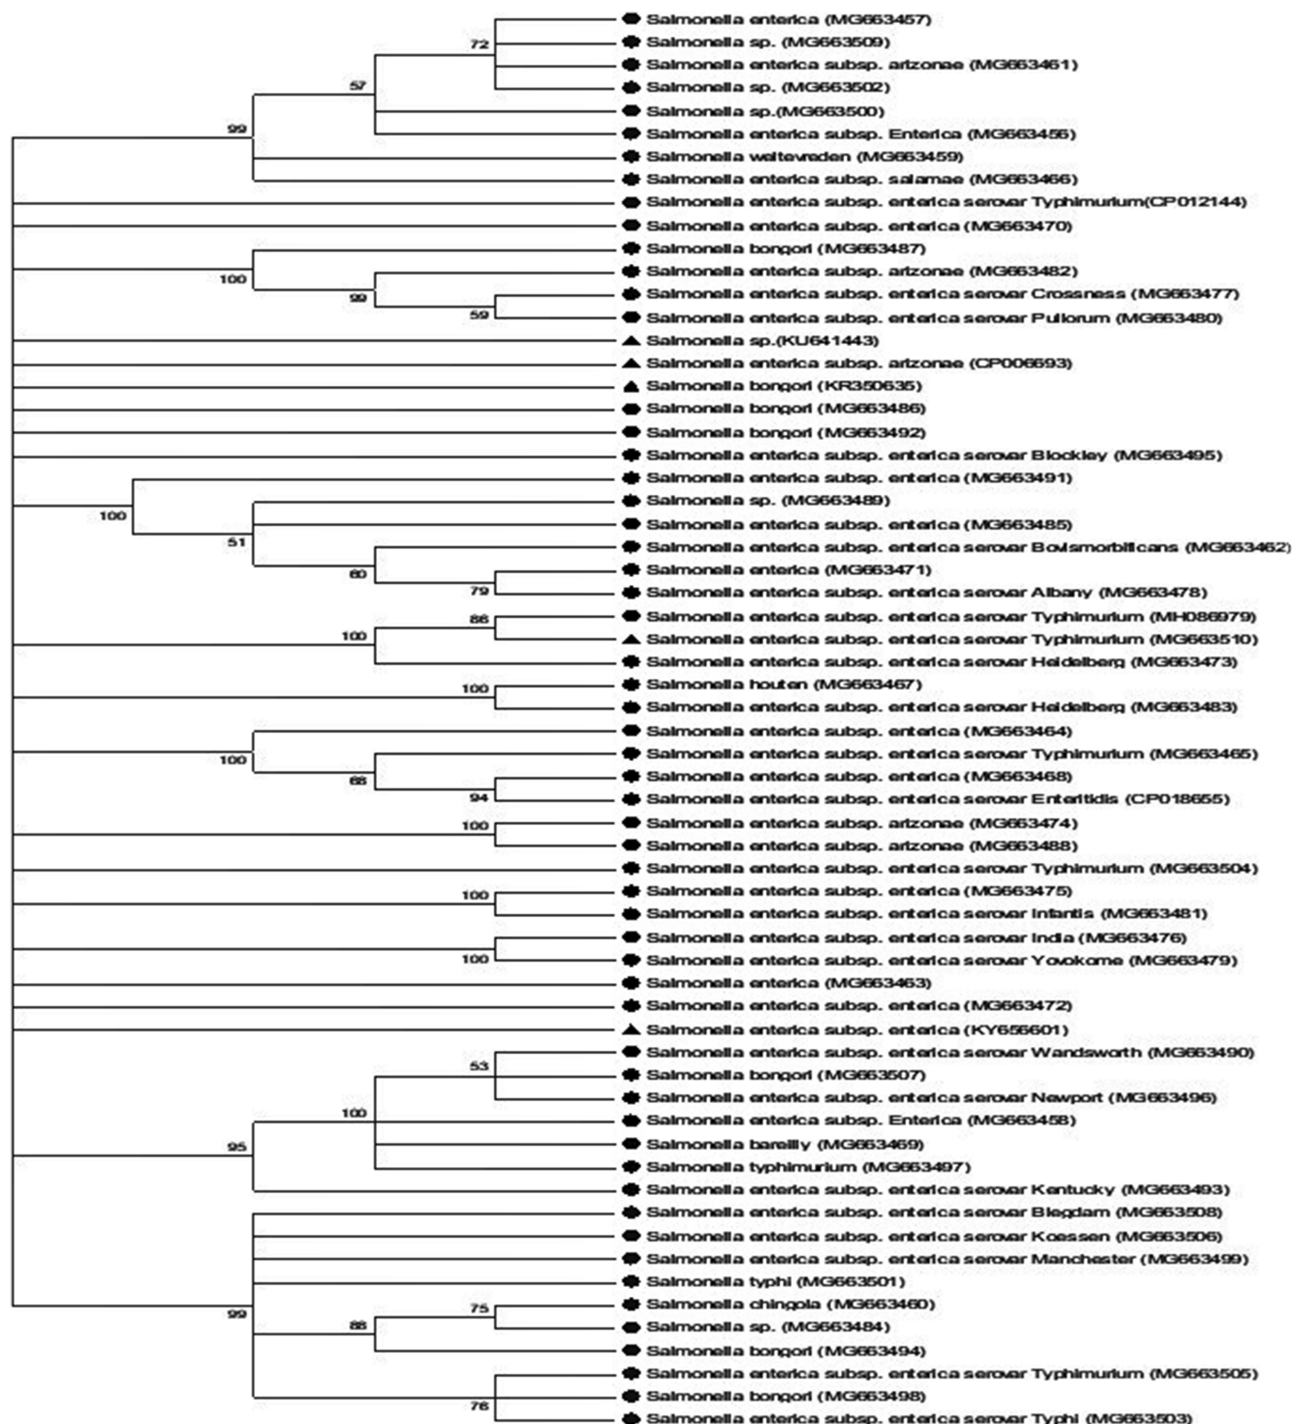 Salmonella enterica (MG663457)
72
Salmonella sp. (MG663509)
Salmonella enterica subsp. arizonae (MG663461)
57
Salmonella sp. (MG663502)
Salmonella sp.(MG663500)
99
Salmonella enterica subsp. Enterica (MG663456)
Salmonella weltevreden (MG663459)
Salmonella enterica subsp. salamae (MG663466)
Salmonella enterica subsp. enterica serovar Typhimurium(CP012144)
Salmonella enterica subsp. enterica (MG663470)
Salmonella bongori (MG663487)
100
Salmonella enterica subsp. arizonae (MG663482)
99
Salmonella enterica subsp. enterica serovar Crossness (MG663477)
59
Salmonella enterica subsp. enterica serovar Pullorum (MG663480)
Salmonella sp.(KU641443)
Salmonella enterica subsp. arizonae (CP006693)
Salmonella bongori (KR350635)
Salmonella bongori (MG663486)
Salmonella bongori (MG663492)
Salmonella enterica subsp. enterica serovar Blockley (MG663495)
Salmonella enterica subsp. enterica (MG663491)
Salmonella sp. (MG663489)
100
Salmonella enterica subsp. enterica (MG663485)
51
Salmonella enterica subsp. enterica serovar Bovismorbificans (MG663462)
60
Salmonella enterica (MG663471)
79
Salmonella enterica subsp. enterica serovar Albany (MG663478)
86
Salmonella enterica subsp. enterica serovar Typhimurium (MH086979)
100
Salmonella enterica subsp. enterica serovar Typhimurium (MG663510)
Salmonella enterica subsp. enterica serovar Heidelberg (MG663473)
100
Salmonella houten (MG663467)
Salmonella enterica subsp. enterica serovar Heidelberg (MG663483)
Salmonella enterica subsp. enterica (MG663464)
100
Salmonella enterica subsp. enterica serovar Typhimurium (MG663465)
68
Salmonella enterica subsp. enterica (MG663468)
94
Salmonella enterica subsp. enterica serovar Enteritidis (CP018655)
100
Salmonella enterica subsp. arizonae (MG663474)
Salmonella enterica subsp. arizonae (MG663488)
Salmonella enterica subsp. enterica serovar Typhimurium (MG663504)
100
Salmonella enterica subsp. enterica (MG663475)
Salmonella enterica subsp. enterica serovar Infantis (MG663481)
Salmonella enterica subsp. enterica serovar India (MG663476)
100
Salmonella enterica subsp. enterica serovar Yovokome (MG663479)
Salmonella enterica (MG663463)
Salmonella enterica subsp. enterica (MG663472)
Salmonella enterica subsp. enterica (KY656601)
Salmonella enterica subsp. enterica serovar Wandsworth (MG663490)
53
Salmonella bongori (MG663507)
Salmonella enterica subsp. enterica serovar Newport (MG663496)
100
Salmonella enterica subsp. Enterica (MG663458)
95
Salmonella bareilly (MG663469)
Salmonella typhimurium (MG663497)
Salmonella enterica subsp. enterica serovar Kentucky (MG663493)
Salmonella enterica subsp. enterica serovar Blegdam (MG663508)
Salmonella enterica subsp. enterica serovar Koessen (MG663506)
Salmonella enterica subsp. enterica serovar Manchester (MG663499)
Salmonella typhi (MG663501)
99
75
Salmonella chingola (MG663460)
88
Salmonella sp. (MG663484)
Salmonella bongori (MG663494)
Salmonella enterica subsp. enterica serovar Typhimurium (MG663505)
76
Salmonella bongori (MG663498)
Salmonella enterica subsp. enterica serovar Typhi (MG663503)